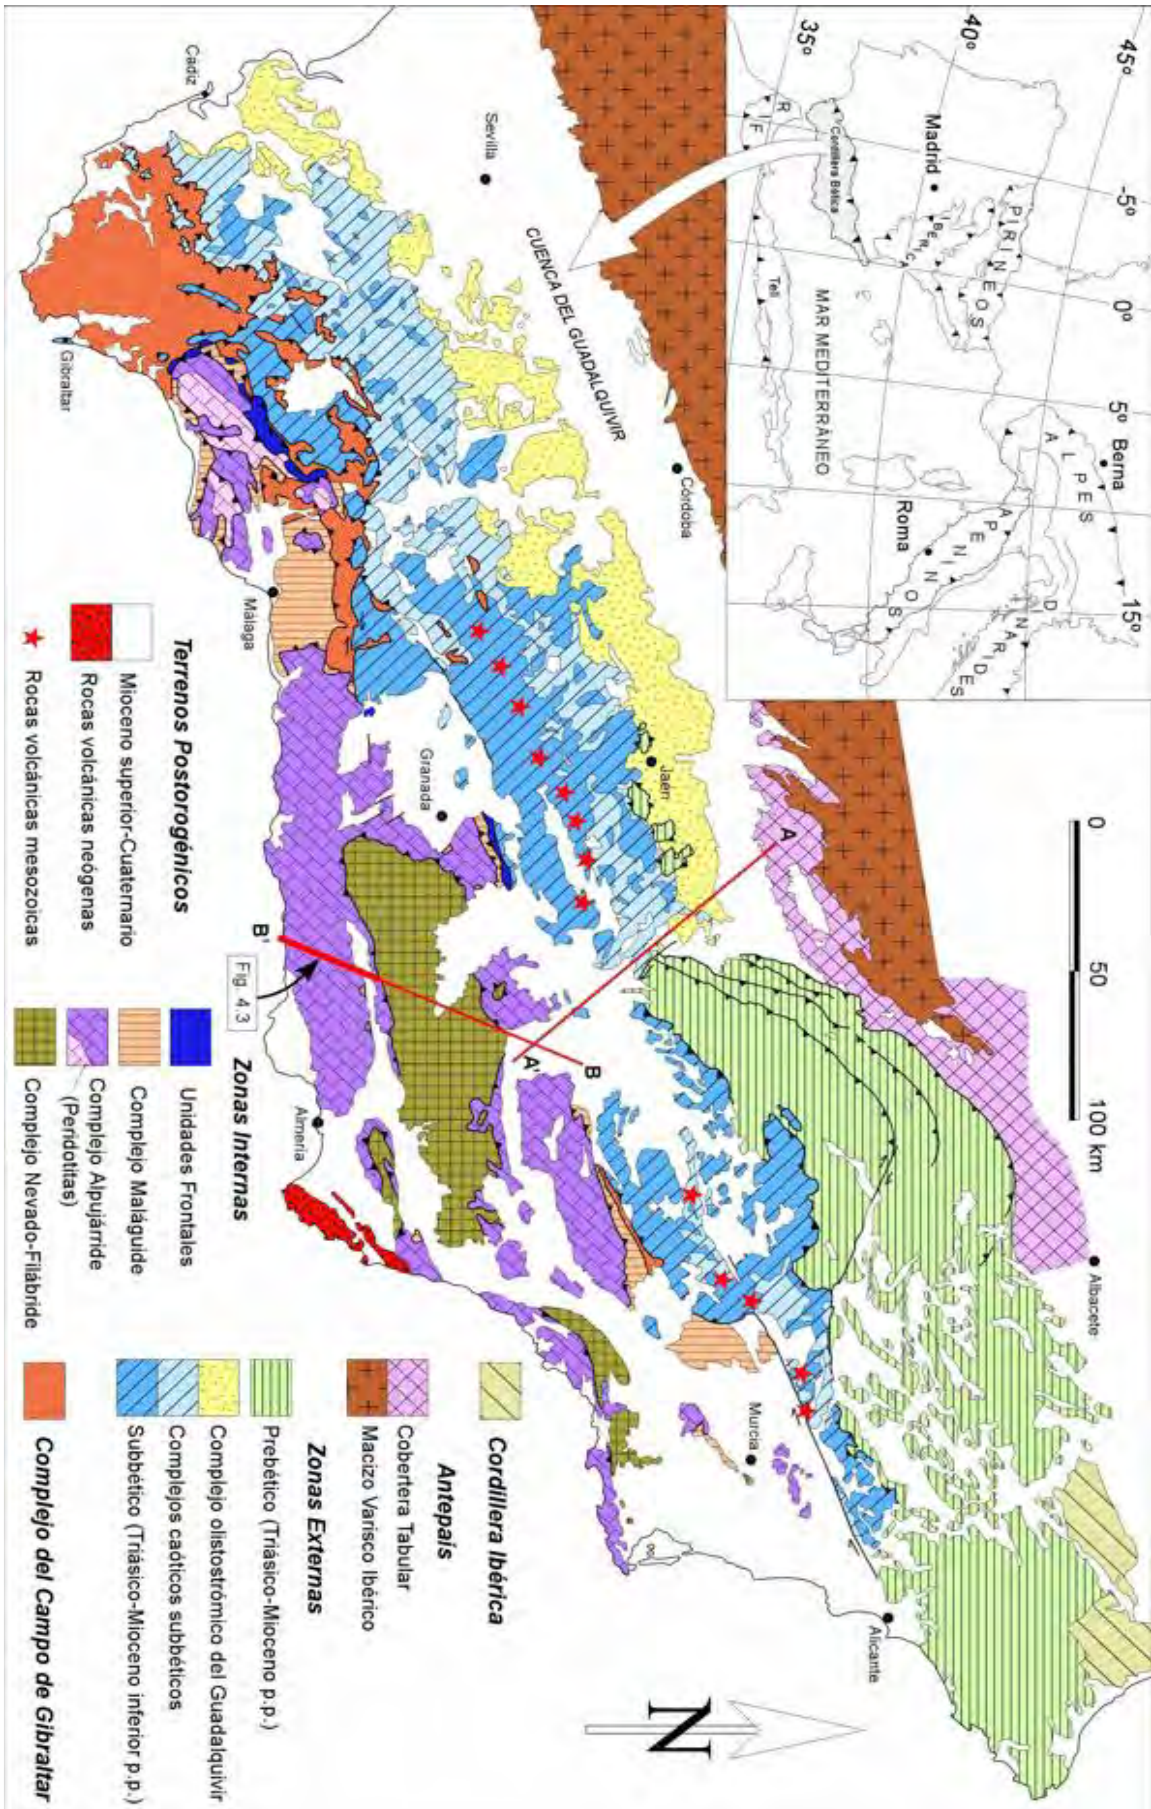 45º
40º
35º
-5º
0º
5º
15º
PIRINEOS
IBERICA
Madrid
Cordillera Bética
RIF
Tell
MAR MEDITERRÁNEO
Berna
ALPES
APENINOS
Roma
DINÁRIDES
CUENCA DEL GUADALQUIVIR
Cádiz
Sevilla
Córdoba
Gibraltar
Málaga
Jaén
Granada
Almería
Albacete
Murcia
Alicante
A
A'
B
B'
Fig. 4.3
0 50 100 km
N
Terrenos Postorogénicos
Mioceno superior-Cuaternario
Rocas volcánicas neógenas
Rocas volcánicas mesozoicas
Zonas Internas
Unidades Frontales
Complejo Maláguide
Complejo Alpujárride
(Peridotitas)
Complejo Nevado-Filábride
Cordillera Ibérica
Antepaís
Cobertera Tabular
Macizo Varisco Ibérico
Zonas Externas
Prebético (Triásico-Mioceno p.p.)
Complejo olistostrómico del Guadalquivir
Complejos caóticos subbéticos
Subbético (Triásico-Mioceno inferior p.p.)
Complejo del Campo de Gibraltar